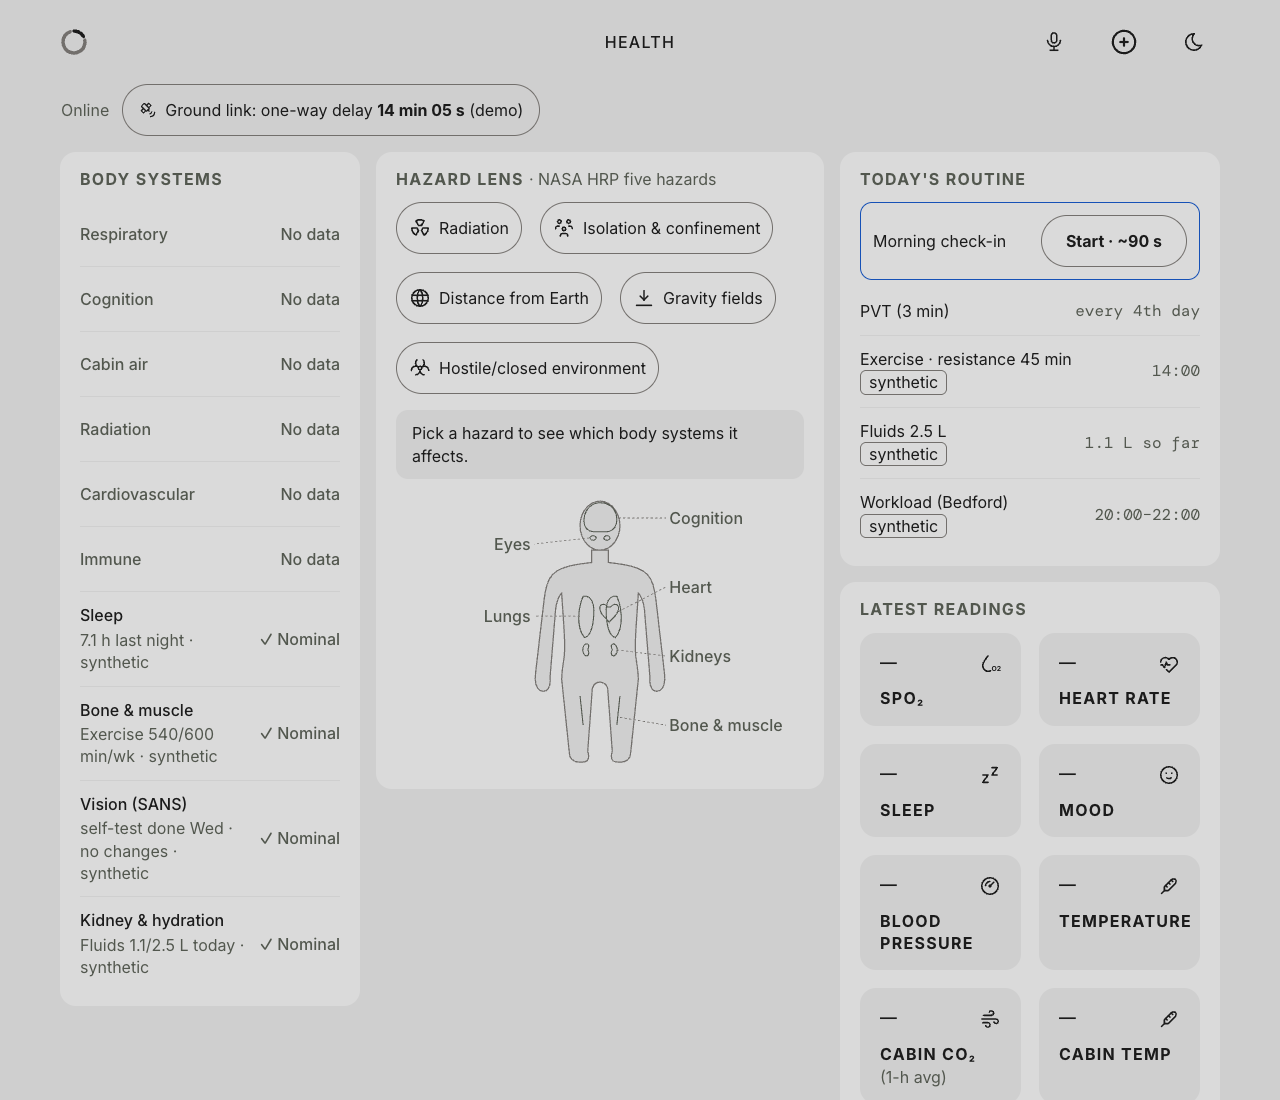 HEALTH
Online
Ground link: one-way delay 14 min 05 s (demo)
BODY SYSTEMS
Respiratory No data
Cognition No data
Cabin air No data
Radiation No data
Cardiovascular No data
Immune No data
Sleep
7.1 h last night ·
synthetic
✓ Nominal
Bone & muscle
Exercise 540/600
min/wk · synthetic
✓ Nominal
Vision (SANS)
self-test done Wed ·
no changes ·
synthetic
✓ Nominal
Kidney & hydration
Fluids 1.1/2.5 L today ·
synthetic
✓ Nominal
HAZARD LENS · NASA HRP five hazards
Radiation
Isolation & confinement
Distance from Earth
Gravity fields
Hostile/closed environment
Pick a hazard to see which body systems it
affects.
Cognition
Eyes
Heart
Lungs
Kidneys
Bone & muscle
TODAY'S ROUTINE
Morning check-in
Start · ~90 s
PVT (3 min) every 4th day
Exercise · resistance 45 min
synthetic
14:00
Fluids 2.5 L
synthetic
1.1 L so far
Workload (Bedford)
synthetic
20:00–22:00
LATEST READINGS
—
O2
SPO₂
—
HEART RATE
—
zZ
SLEEP
—
MOOD
—
BLOOD
PRESSURE
—
TEMPERATURE
—
CABIN CO₂
(1-h avg)
—
CABIN TEMP